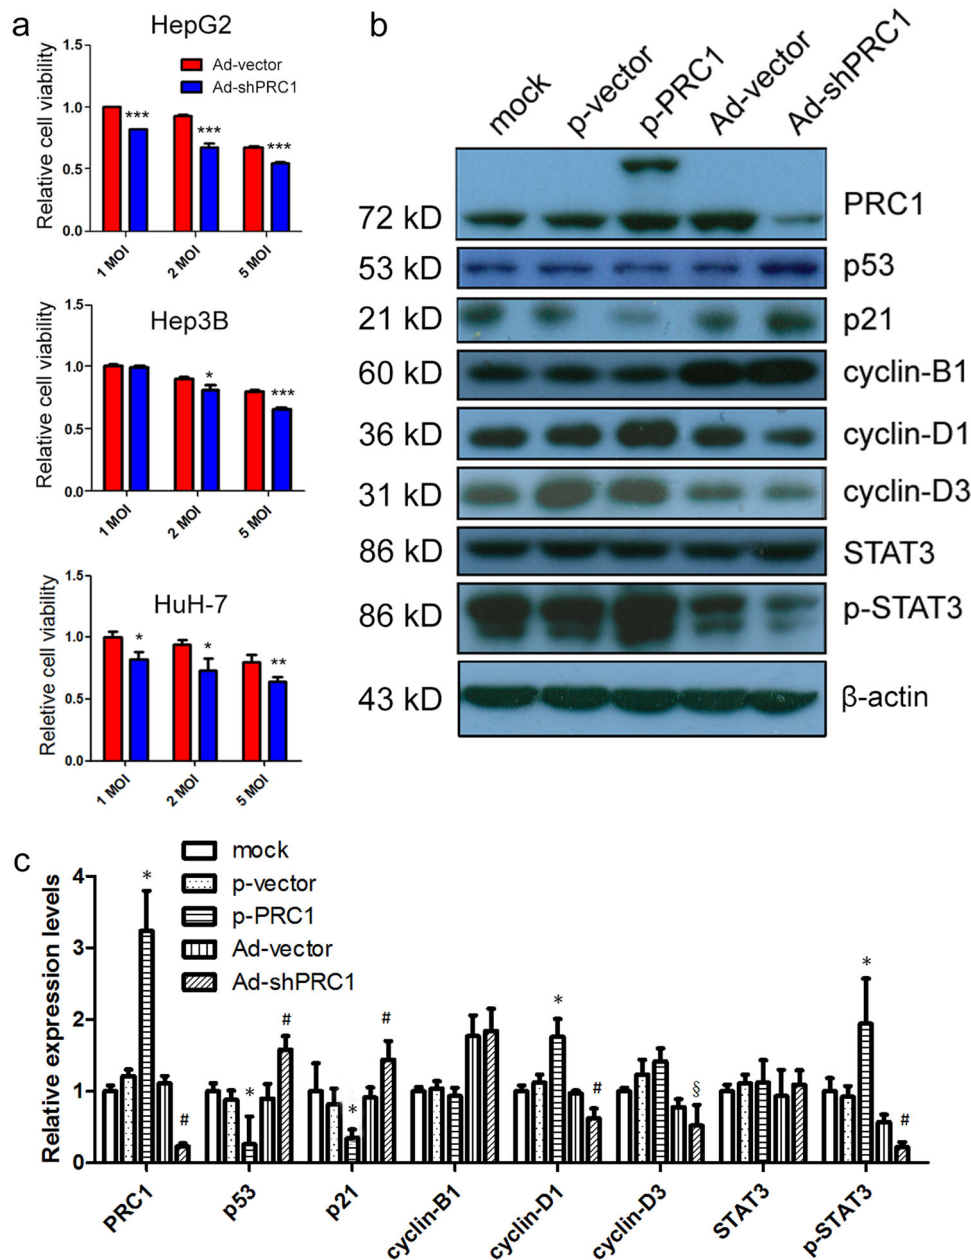 a
HepG2
Relative cell viability
1.5
1.0
0.5
0.0
Ad-vector
Ad-shPRC1
***
***
***
1 MOI
2 MOI
5 MOI
Hep3B
Relative cell viability
1.5
1.0
0.5
0.0
*
***
1 MOI
2 MOI
5 MOI
HuH-7
Reletive cell viability
1.5
1.0
0.5
0.0
*
*
**
1 MOI
2 MOI
5 MOI
b
mock
p-vector
p-PRC1
Ad-vector
Ad-shPRC1
72 kD PRC1
53 kD p53
21 kD p21
60 kD cyclin-B1
36 kD cyclin-D1
31 kD cyclin-D3
86 kD STAT3
86 kD p-STAT3
43 kD β-actin
c
mock
p-vector
p-PRC1
Ad-vector
Ad-shPRC1
Relative expression levels
4
3
2
1
0
*
#
*
#
*
#
*
#
§
*
#
PRC1
p53
p21
cyclin-B1
cyclin-D1
cyclin-D3
STAT3
p-STAT3